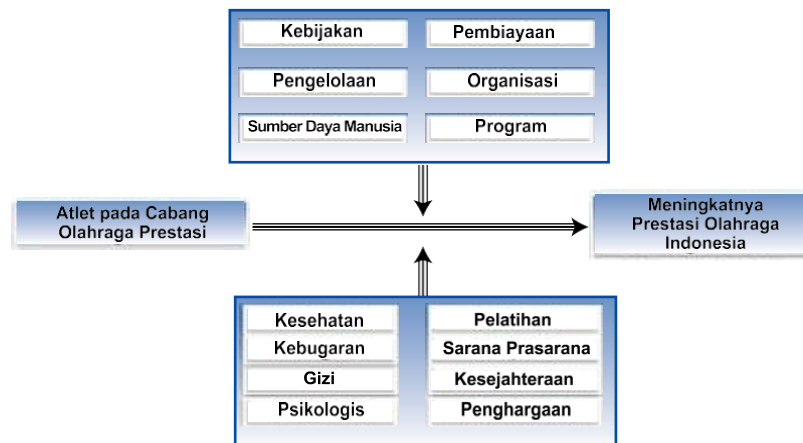 Kebijakan
Pembiayaan
Pengelolaan
Organisasi
Sumber Daya Manusia
Program
Atlet pada Cabang
Olahraga Prestasi
Meningkatnya
Prestasi Olahraga
Indonesia
Kesehatan
Pelatihan
Kebugaran
Sarana Prasarana
Gizi
Kesejahteraan
Psikologis
Penghargaan